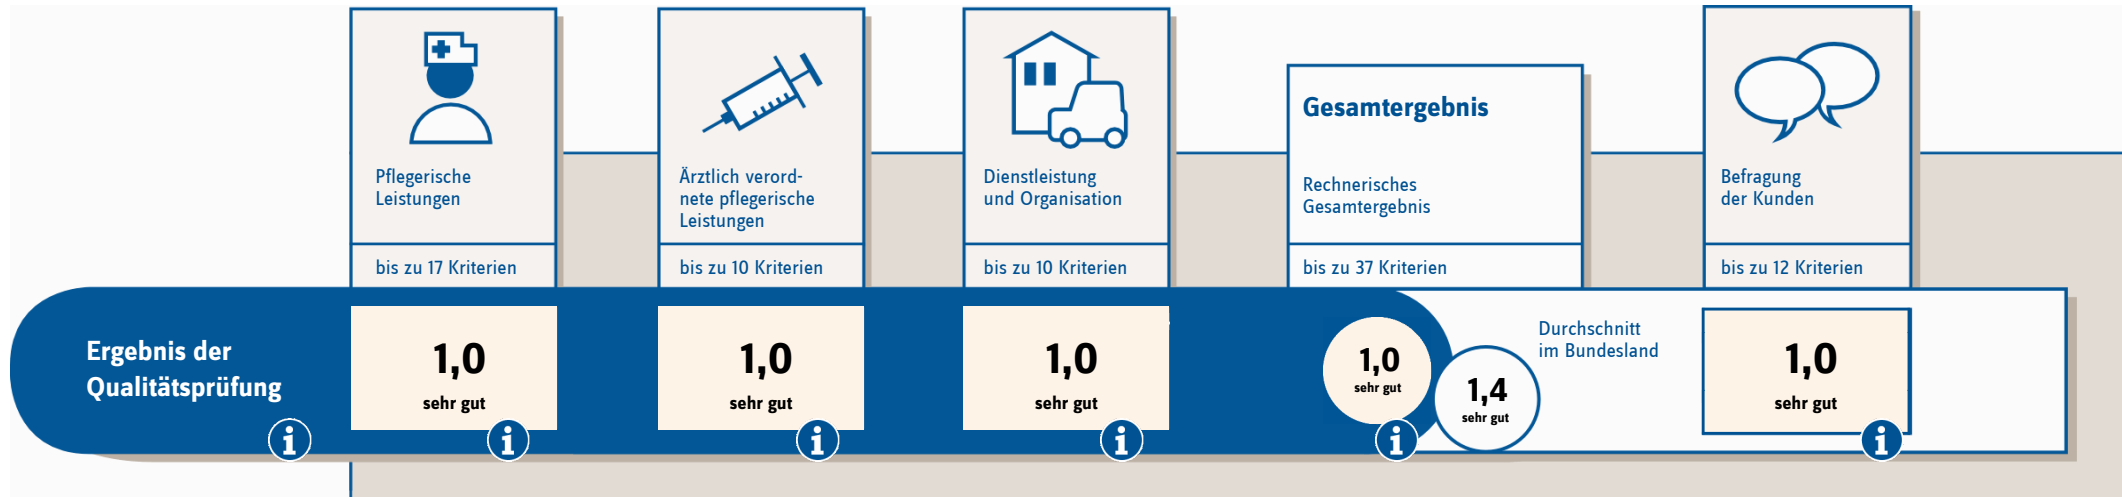 Pflegerische
Leistungen
bis zu 17 Kriterien
Ärztlich verord-
nete pflegerische
Leistungen
bis zu 10 Kriterien
Dienstleistung
und Organisation
bis zu 10 Kriterien
Gesamtergebnis
Rechnerisches
Gesamtergebnis
bis zu 37 Kriterien
Befragung
der Kunden
bis zu 12 Kriterien
Ergebnis der
Qualitätsprüfung
i
1,0
sehr gut
i
1,0
sehr gut
i
1,0
sehr gut
i
1,0
sehr gut
i
1,4
sehr gut
Durchschnitt
im Bundesland
1,0
sehr gut
i